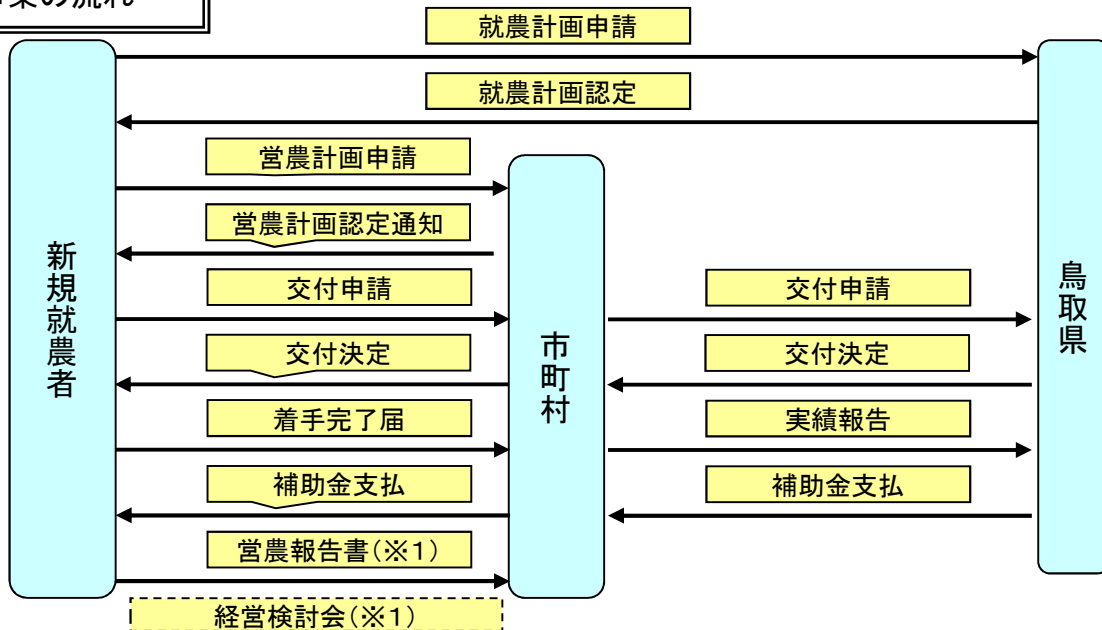 業の流れ
就農計画申請
就農計画認定
営農計画申請
営農計画認定通知
交付申請
交付申請
交付決定
交付決定
着手完了届
実績報告
補助金支払
補助金支払
営農報告書(※1)
経営検討会(※1)
新規就農者
市町村
鳥取県